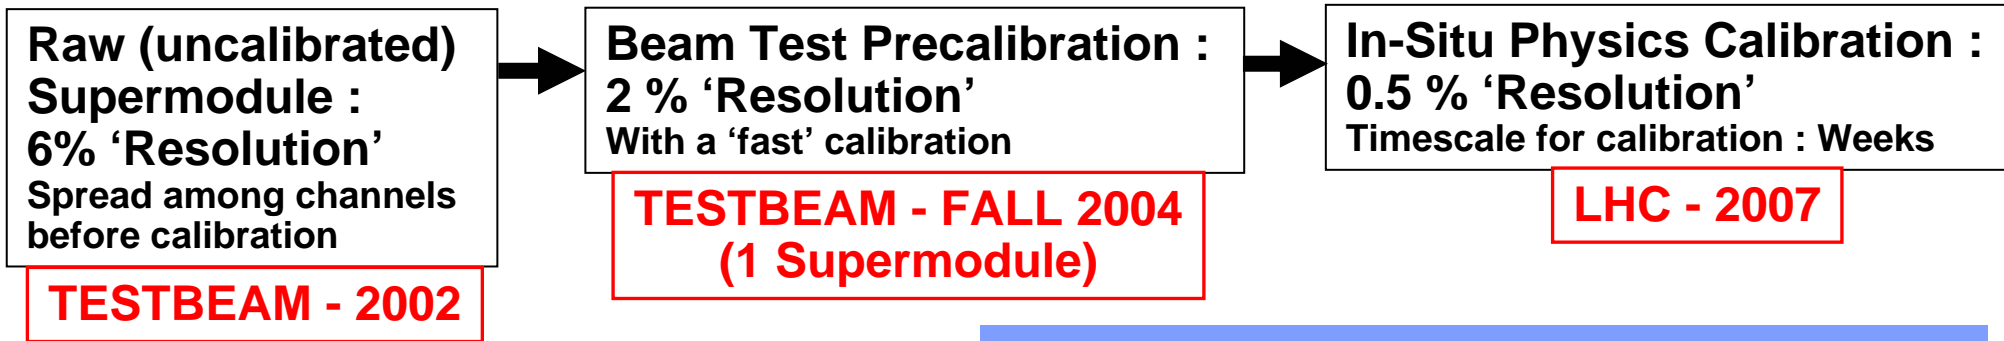 Raw (uncalibrated)
Supermodule :
6% ‘Resolution’
Spread among channels
before calibration
TESTBEAM - 2002
Beam Test Precalibration :
2 % ‘Resolution’
With a ‘fast’ calibration
TESTBEAM - FALL 2004
(1 Supermodule)
In-Situ Physics Calibration :
0.5 % ‘Resolution’
Timescale for calibration : Weeks
LHC - 2007